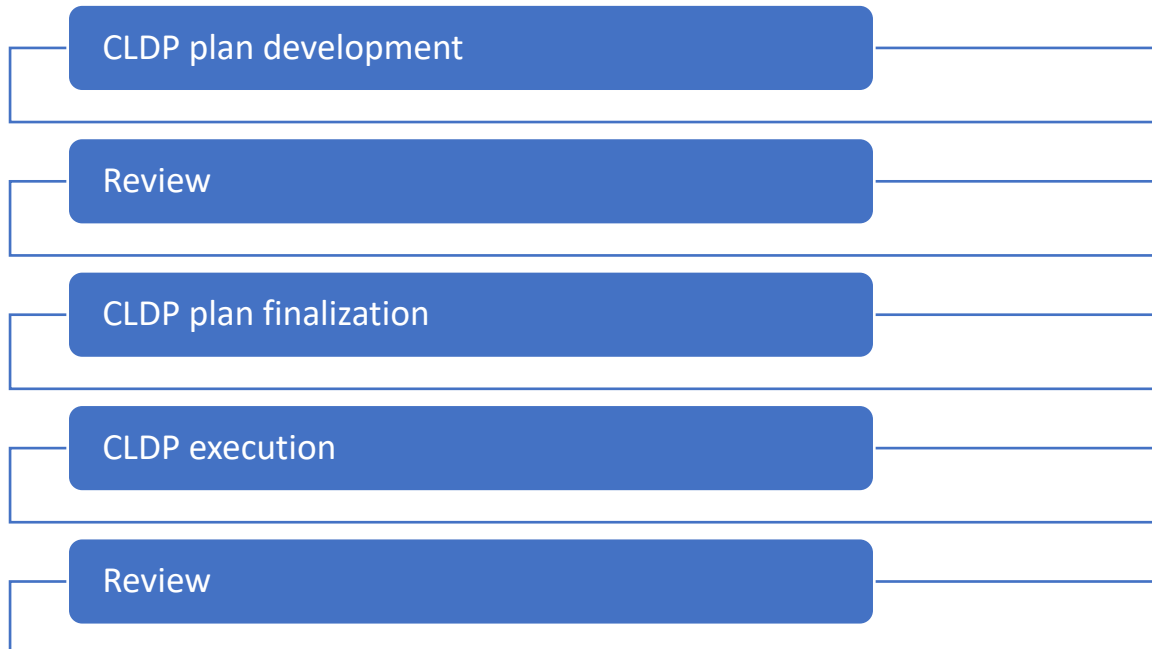 CLDP plan development
Review
CLDP plan finalization
CLDP execution
Review